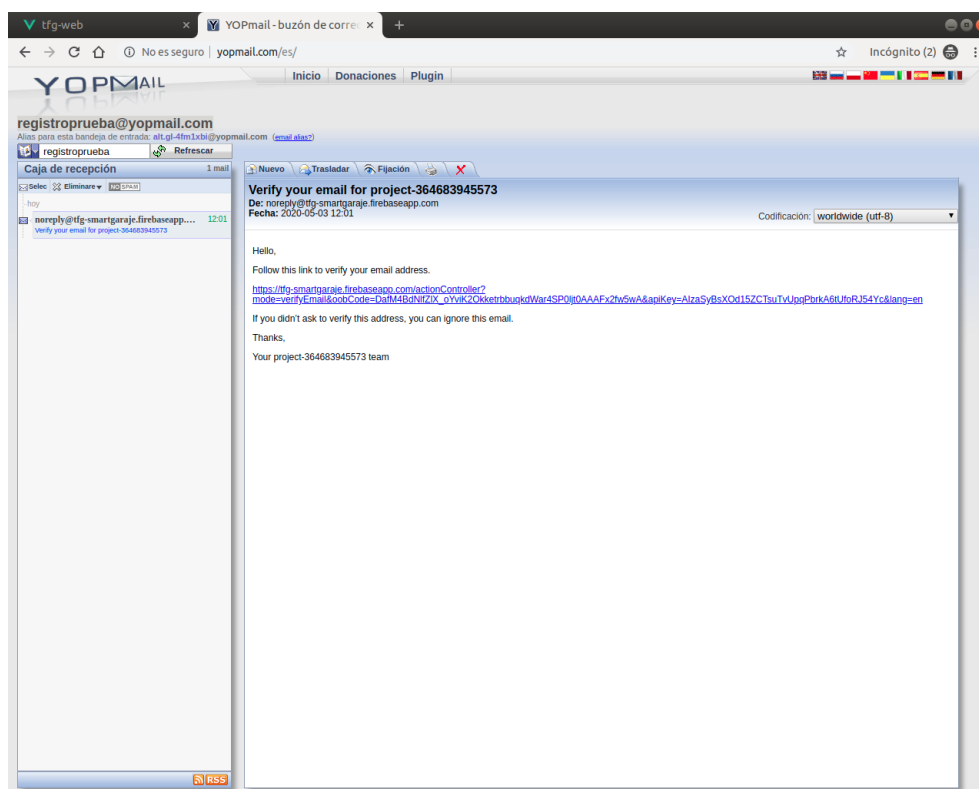 tfg-web
YOPmail - buzón de correo
No es seguro | yopmail.com/es/
Incógnito (2)
YOPMAIL
Inicio Donaciones Plugin
registroprueba@yopmail.com
Alias para esta bandeja de entrada: alt.gl-4fm1xbi@yopmail.com (email alias?)
registroprueba Refrescar
Caja de recepción 1 mail
Selec Eliminare NO SPAM
hoy
noreply@tfg-smartgaraje.firebaseapp.... 12:01
Verify your email for project-364683945573
RSS
Nuevo Trasladar Fijación
Verify your email for project-364683945573
De: noreply@tfg-smartgaraje.firebaseapp.com
Fecha: 2020-05-03 12:01
Codificación: worldwide (utf-8)
Hello,
Follow this link to verify your email address.
https://tfg-smartgaraje.firebaseapp.com/actionController?
mode=verifyEmail&oobCode=DafM4BdNlfZlX_oYviK2OkketrbbuqkdWar4SP0ljt0AAAFx2fw5wA&apiKey=AIzaSyBsXOd15ZCTsuTvUpqPbrkA6tUfoRJ54Yc&lang=en
If you didn't ask to verify this address, you can ignore this email.
Thanks,
Your project-364683945573 team